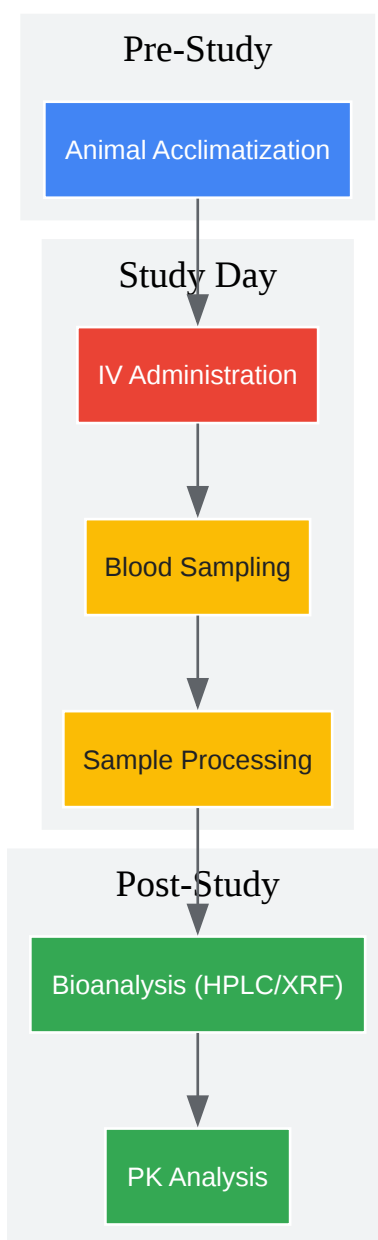 Pre-Study
Animal Acclimatization
Study Day
IV Administration
Blood Sampling
Sample Processing
Post-Study
Bioanalysis (HPLC/XRF)
PK Analysis